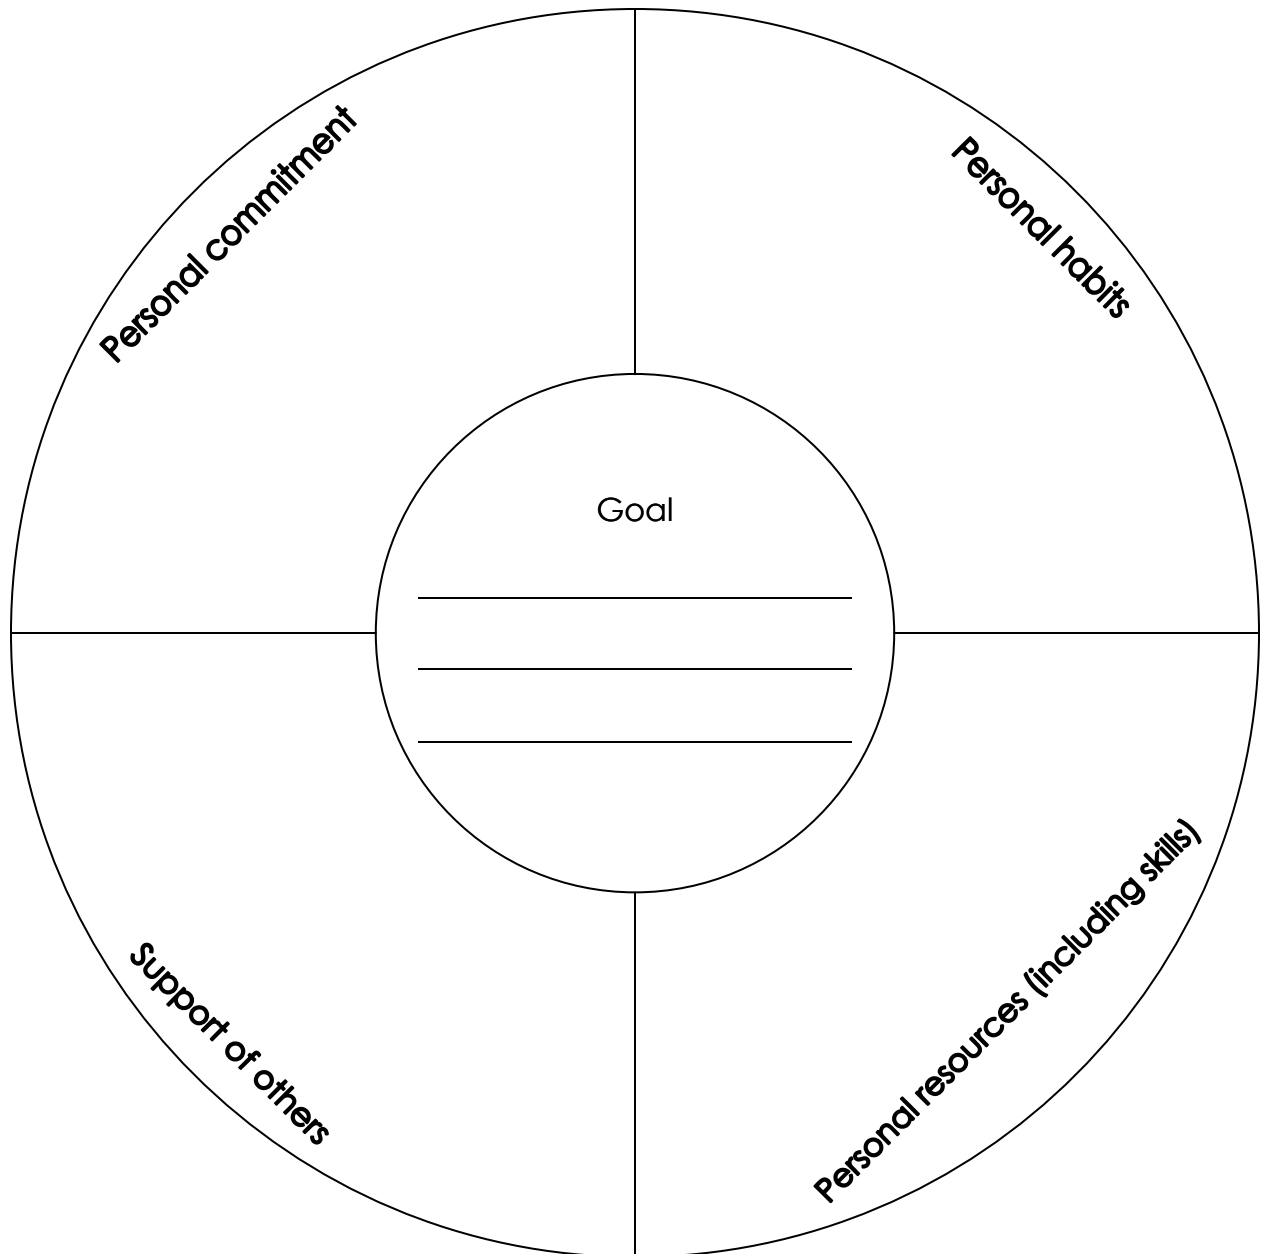 Personal commitment
Personal habits
Goal
Support of others
Personal resources (including skills)